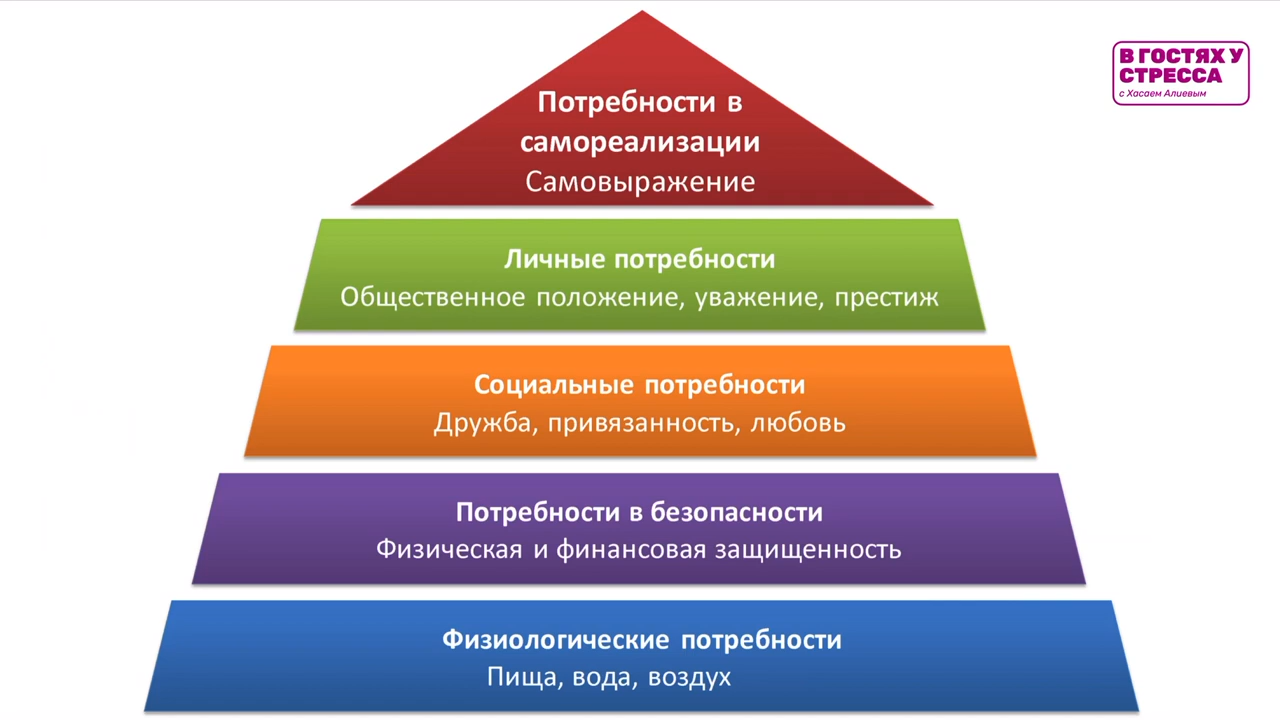 В ГОСТЯХ У
СТРЕССА
с Хасаем Алиевым
Потребности в
самореализации
Самовыражение
Личные потребности
Общественное положение, уважение, престиж
Социальные потребности
Дружба, привязанность, любовь
Потребности в безопасности
Физическая и финансовая защищенность
Физиологические потребности
Пища, вода, воздух